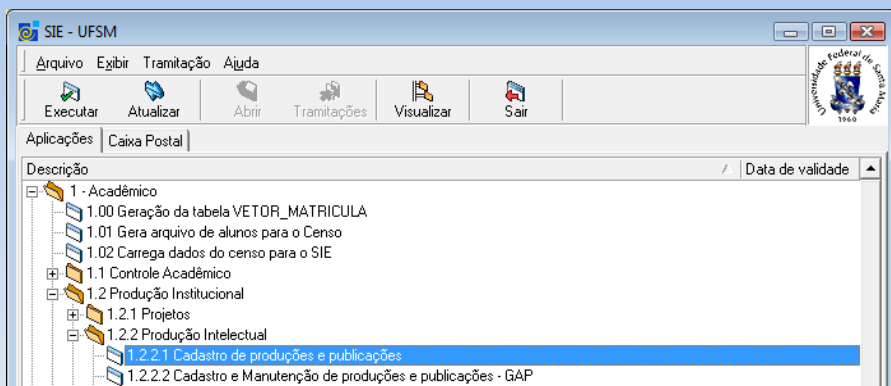 SIE - UFSM
Arquivo Exibir Tramitação Ajuda
Executar Atualizar Abrir Tramitações Visualizar Sair
Universidade Federal de Santa Maria
1960
Aplicações Caixa Postal
Descrição Data de validade
1 - Acadêmico
1.00 Geração da tabela VETOR_MATRICULA
1.01 Gera arquivo de alunos para o Censo
1.02 Carrega dados do censo para o SIE
1.1 Controle Acadêmico
1.2 Produção Institucional
1.2.1 Projetos
1.2.2 Produção Intelectual
1.2.2.1 Cadastro de produções e publicações
1.2.2.2 Cadastro e Manutenção de produções e publicações - GAP